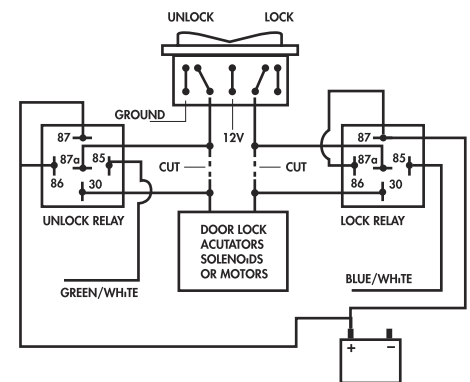 UNLOCK LOCK
GROUND
12V
87
87a 85
86 30
UNLOCK RELAY
CUT
CUT
87
87a 85
86 30
LOCK RELAY
DOOR LOCK
ACUTATORS
SOLENOiDS
OR MOTORS
GREEN/WHiTE
BLUE/WHiTE
+ −